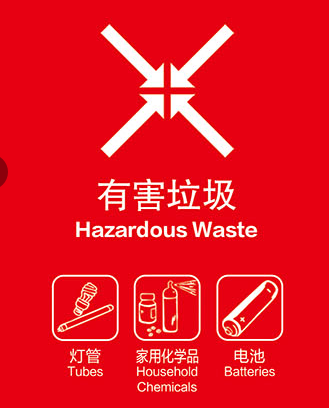 有害垃圾
Hazardous Waste
灯管
Tubes
家用化学品
Household
Chemicals
电池
Batteries